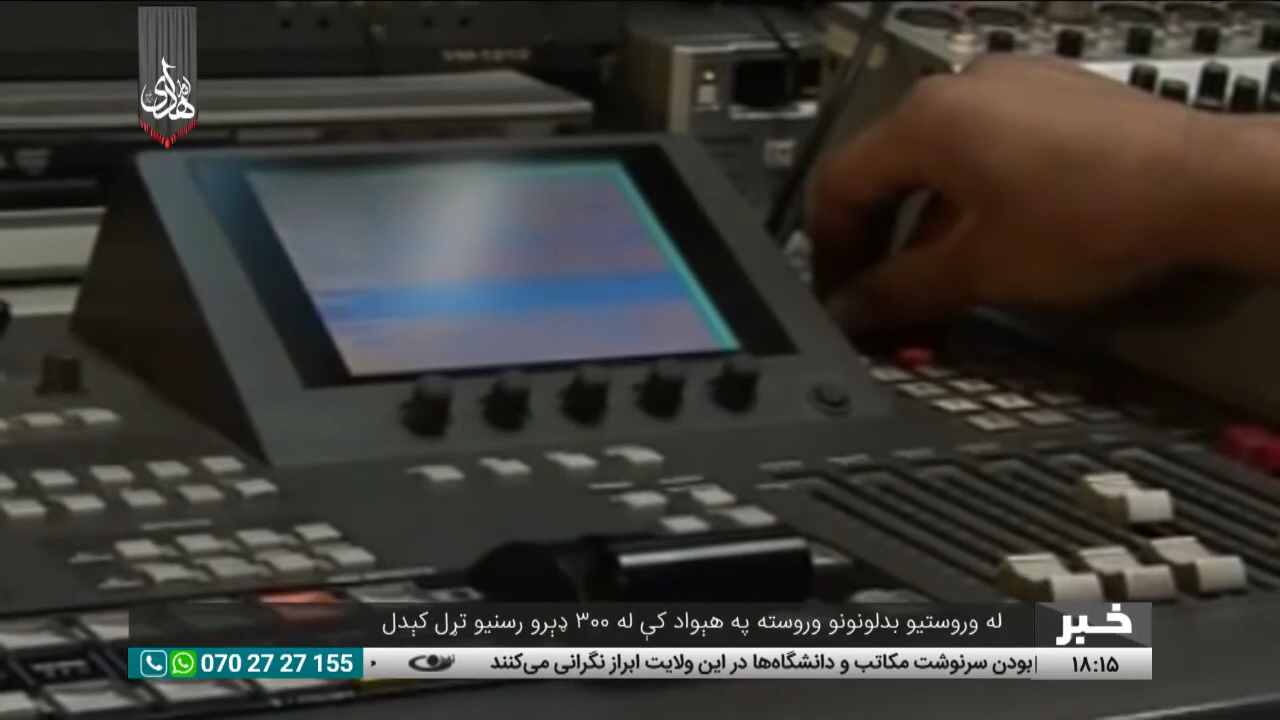 هادی
له وروستیو بدلونونو وروسته په هېواد کې له ۳۰۰ ډېرو رسنیو تړل کېدل
خبر
بودن سرنوشت مکاتب و دانشگاه‌ها در این ولایت ابراز نگرانی می‌کنند
۱۸:۱۵
070 27 27 155